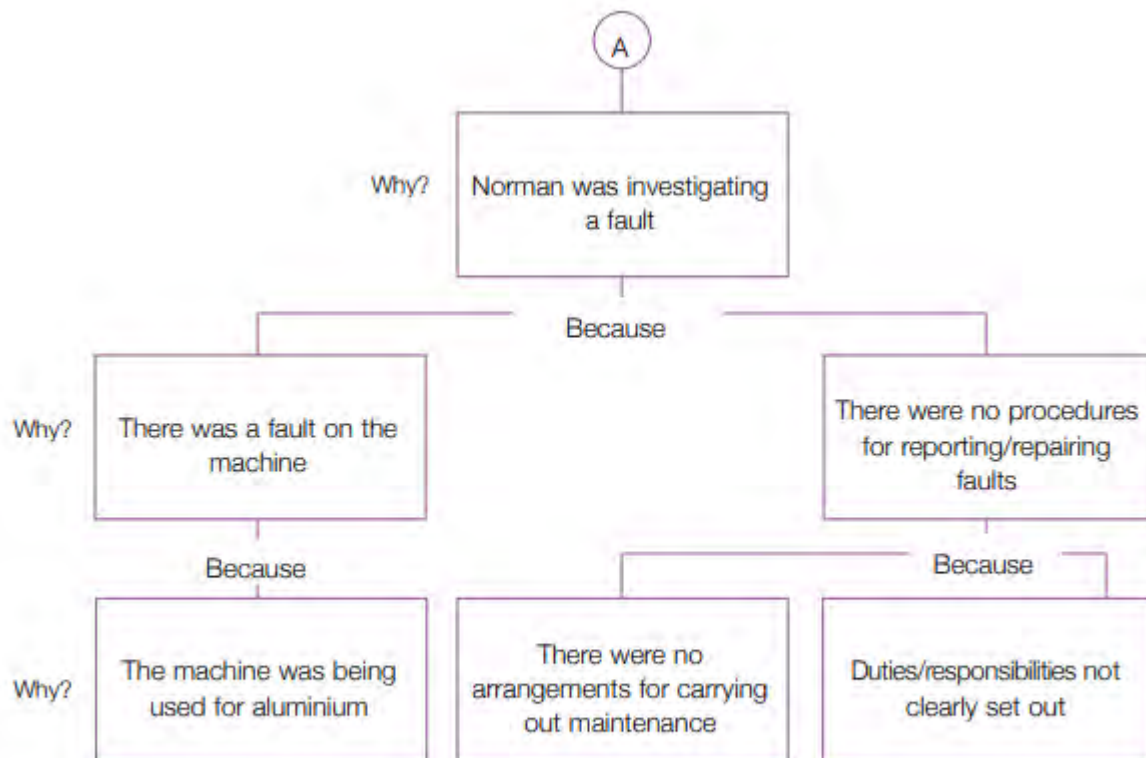 A
Why?
Norman was investigating
a fault
Because
Why?
There was a fault on the
machine
There were no procedures
for reporting/repairing
faults
Because
Because
Why?
The machine was being
used for aluminium
There were no
arrangements for carrying
out maintenance
Duties/responsibilities not
clearly set out